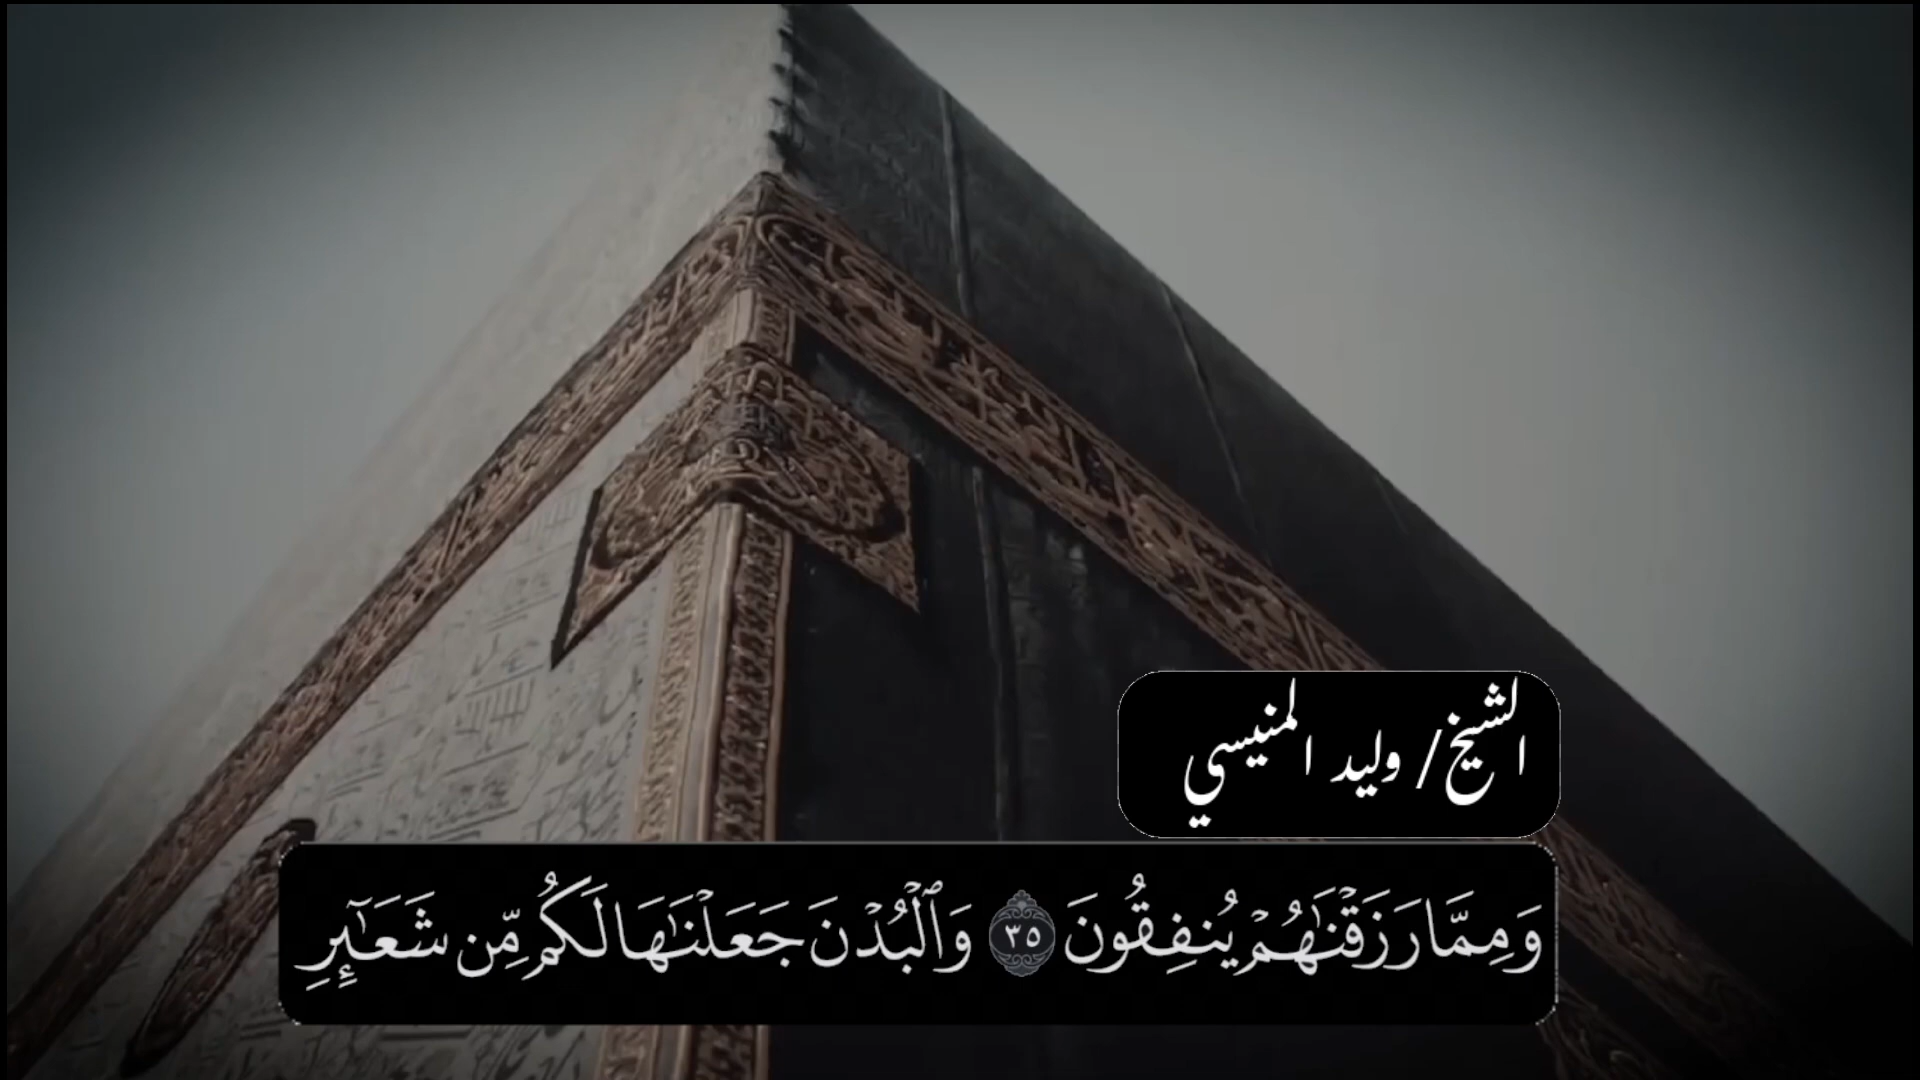 الشيخ/ وليد المنيسي
وَمِمَّا رَزَقْنَٰهُمْ يُنفِقُونَ ٣٥ وَٱلْبُدْنَ جَعَلْنَٰهَا لَكُم مِّن شَعَٰٓئِرِ